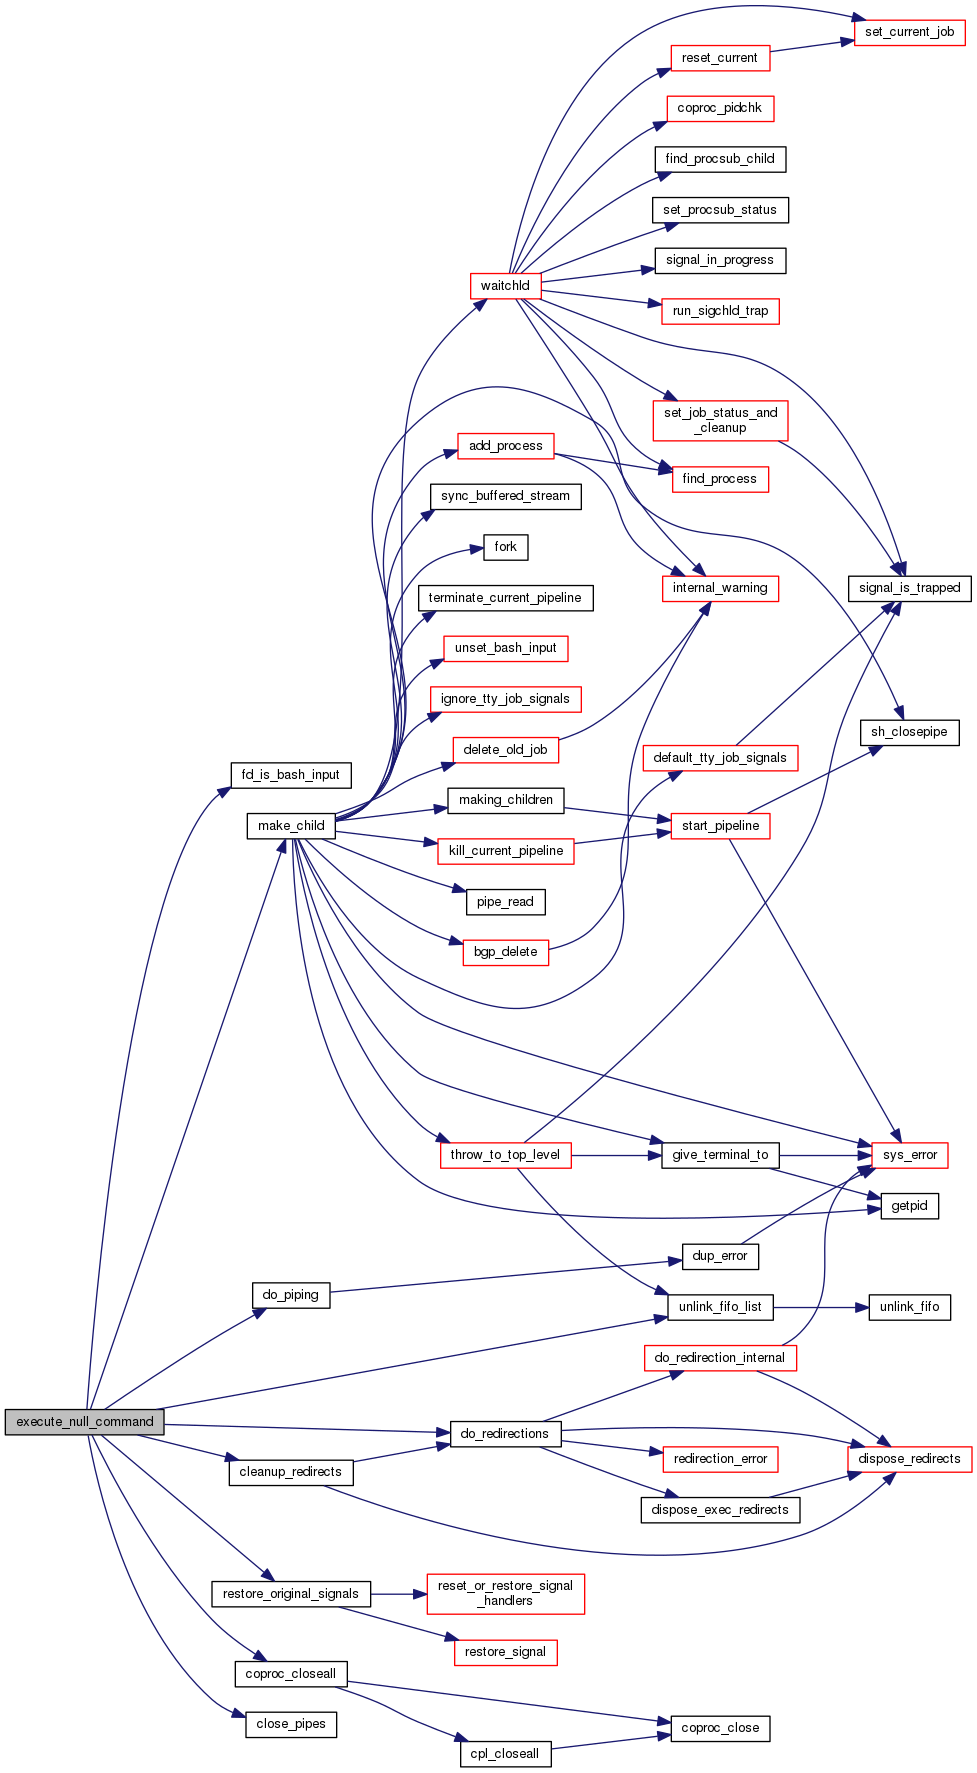 set_current_job
reset_current
coproc_pidchk
find_procsub_child
set_procsub_status
signal_in_progress
waitchld
run_sigchld_trap
set_job_status_and
_cleanup
add_process
find_process
sync_buffered_stream
fork
internal_warning
signal_is_trapped
terminate_current_pipeline
unset_bash_input
ignore_tty_job_signals
sh_closepipe
delete_old_job
default_tty_job_signals
fd_is_bash_input
making_children
make_child
start_pipeline
kill_current_pipeline
pipe_read
bgp_delete
throw_to_top_level
give_terminal_to
sys_error
getpid
dup_error
do_piping
unlink_fifo_list
unlink_fifo
do_redirection_internal
execute_null_command
do_redirections
redirection_error
dispose_redirects
cleanup_redirects
dispose_exec_redirects
restore_original_signals
reset_or_restore_signal
_handlers
restore_signal
coproc_closeall
close_pipes
coproc_close
cpl_closeall